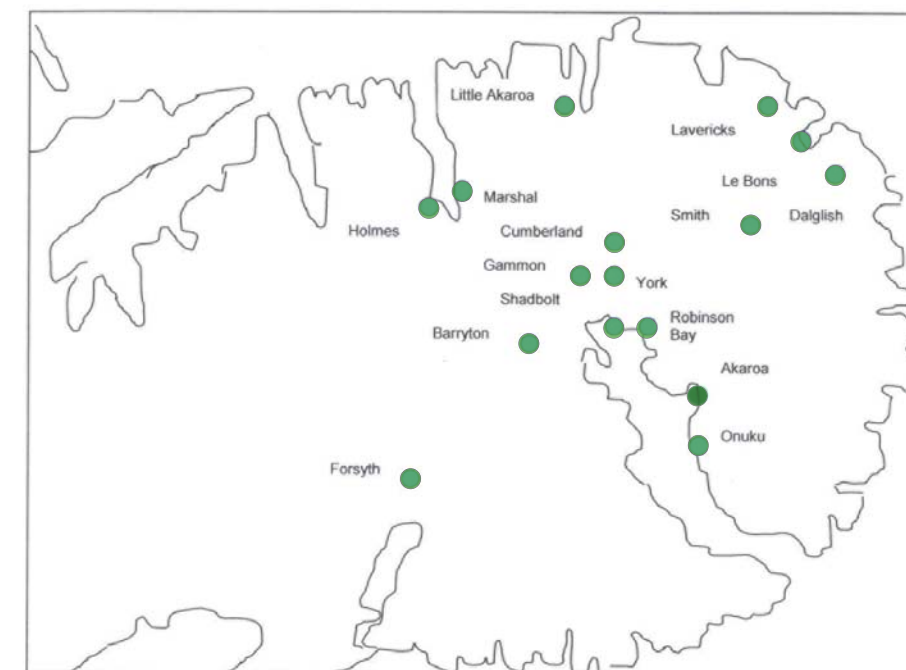 Little Akaroa
Lavericks
Le Bons
Marshal
Smith
Dalglish
Holmes
Cumberland
Gammon
York
Shadbolt
Robinson
Bay
Barryton
Akaroa
Onuku
Forsyth